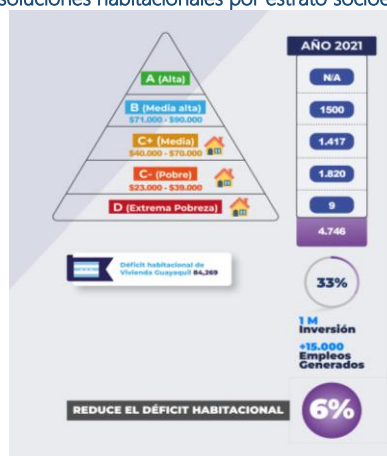 soluciones habitacionales por estrato
AÑO 2021
A (Alta)
N/A
B (Media alta)
$71.000 - $90.000
1500
C+ (Media)
$40.000 - $70.000
1.417
C- (Pobre)
$23.000 - $39.000
1.820
D (Extrema Pobreza)
9
4.746
Déficit habitacional de
Vivienda Guayaquil 84,269
33%
1 M
Inversión
+15.000
Empleos
Generados
REDUCE EL DÉFICIT HABITACIONAL
6%